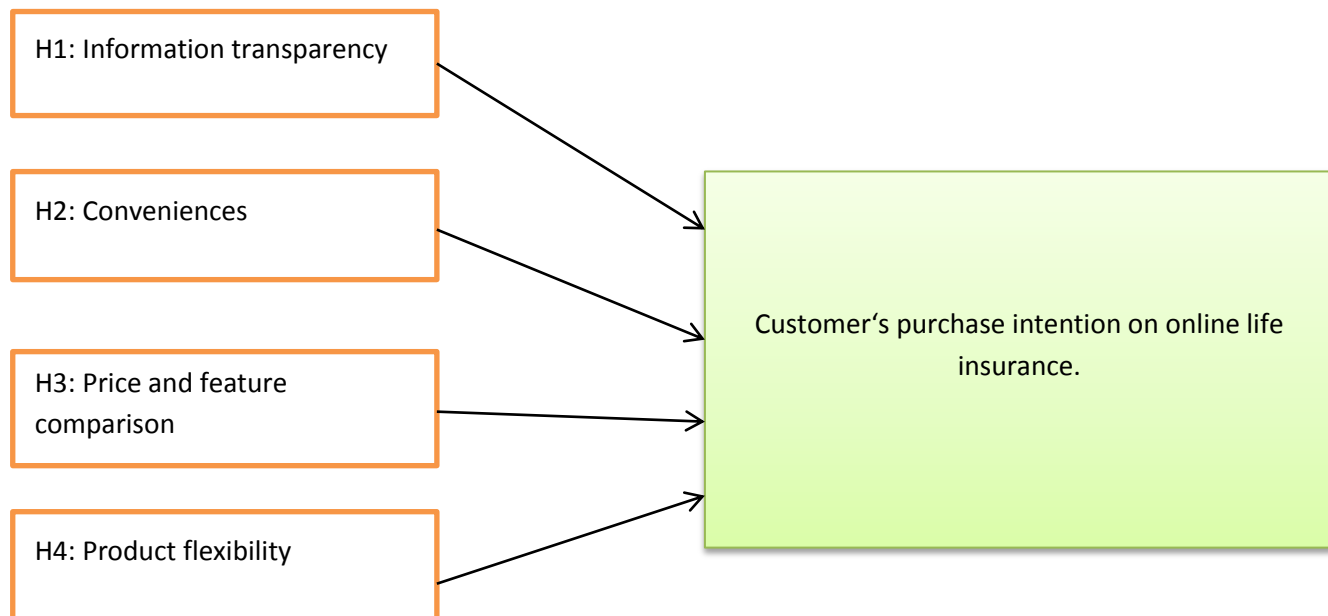 H1: Information transparency
H2: Conveniences
H3: Price and feature
comparison
H4: Product flexibility
Customer‘s purchase intention on online life
insurance.